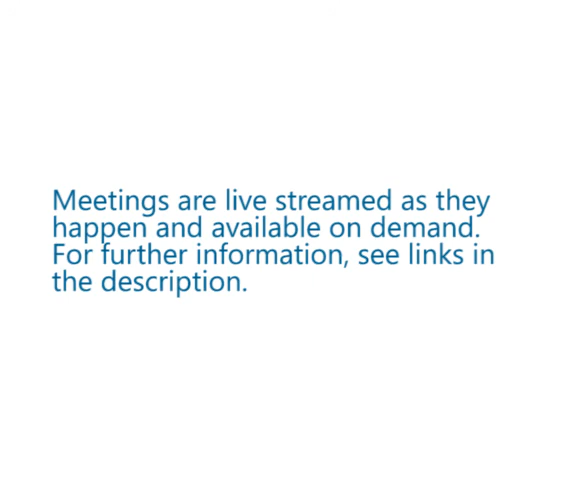 Meetings are live streamed as they
happen and available on demand.
For further information, see links in
the description.